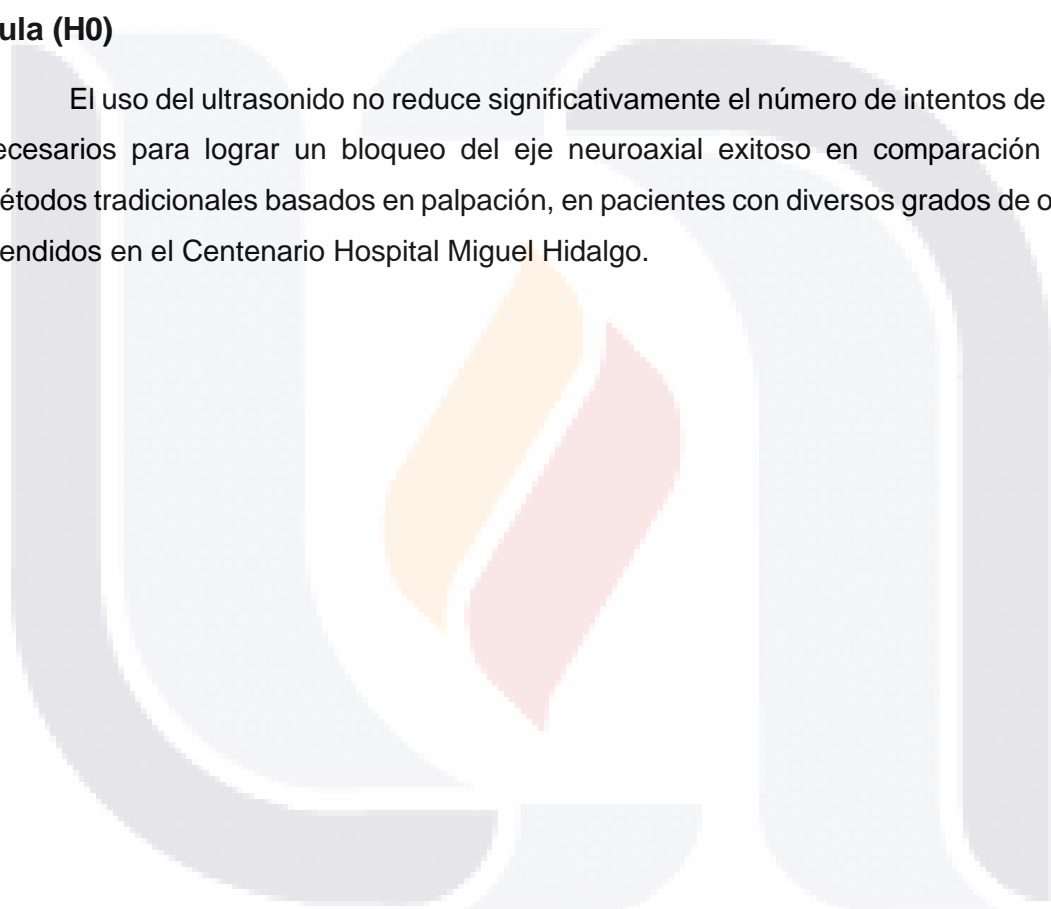 ula (H0)
El uso del ultrasonido no reduce significativamente el número de intentos de
ecesarios para lograr un bloqueo del eje neuroaxial exitoso en comparación
étodos tradicionales basados en palpación, en pacientes con diversos grados de o
endidos en el Centenario Hospital Miguel Hidalgo.